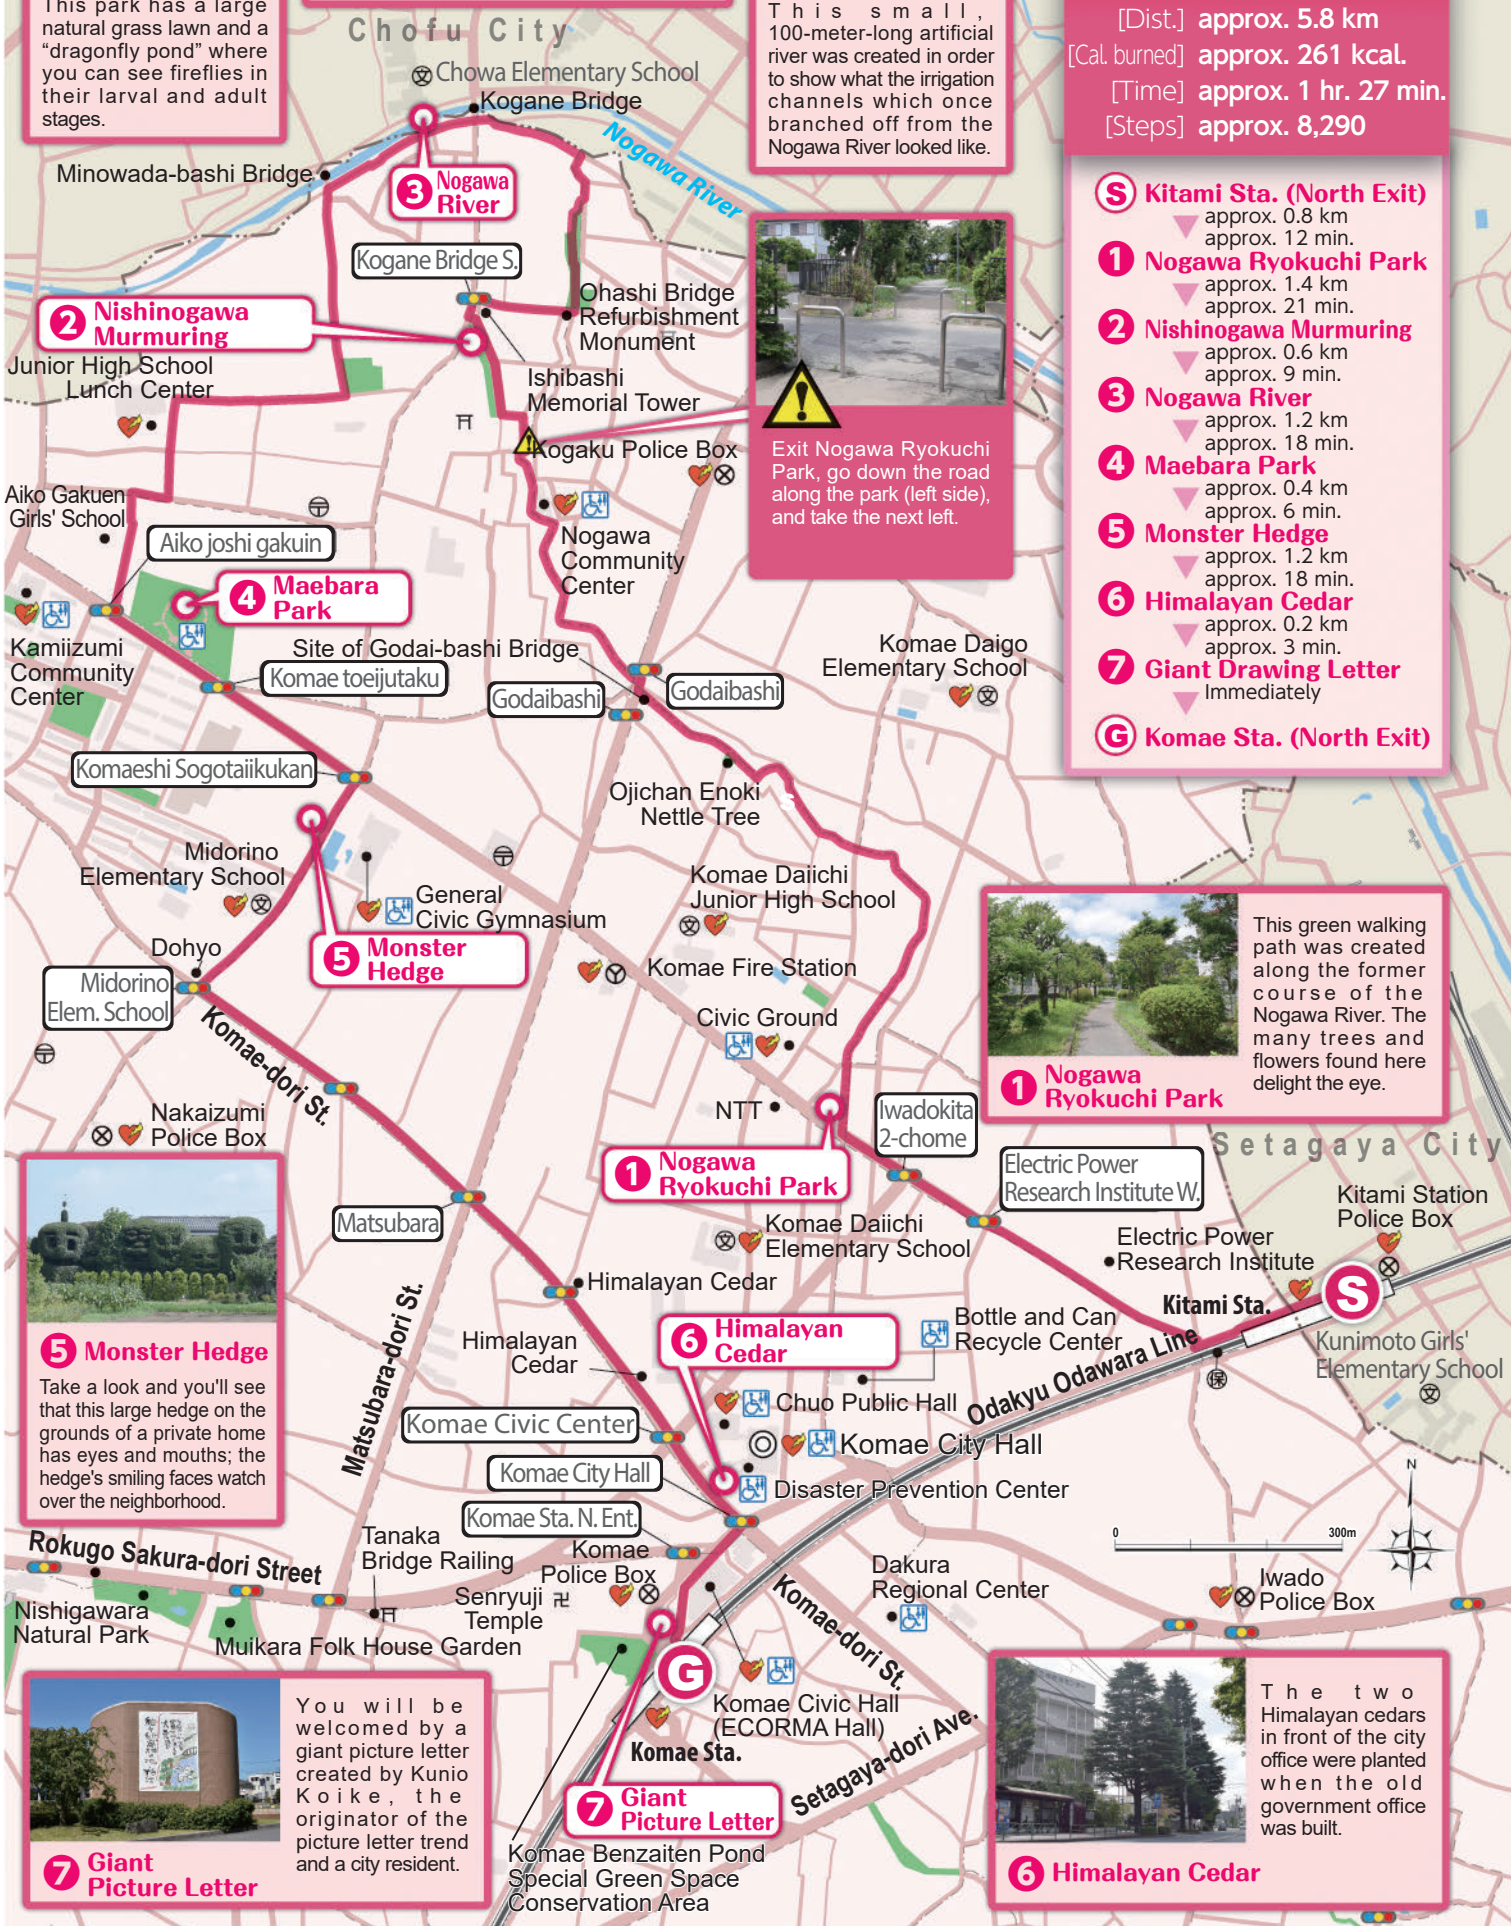 This park has a large
natural grass lawn and a
“dragonfly pond” where
you can see fireflies in
their larval and adult
stages.
Chofu City
Chowa Elementary School
Kogane Bridge
Nogawa River
Minowada-bashi Bridge
3 Nogawa
River
Kogane Bridge S.
This small,
100-meter-long artificial
river was created in order
to show what the irrigation
channels which once
branched off from the
Nogawa River looked like.
[Dist.] approx. 5.8 km
[Cal. burned] approx. 261 kcal.
[Time] approx. 1 hr. 27 min.
[Steps] approx. 8,290
S Kitami Sta. (North Exit)
approx. 0.8 km
approx. 12 min.
1 Nogawa Ryokuchi Park
approx. 1.4 km
approx. 21 min.
2 Nishinogawa Murmuring
approx. 0.6 km
approx. 9 min.
3 Nogawa River
approx. 1.2 km
approx. 18 min.
4 Maebara Park
approx. 0.4 km
approx. 6 min.
5 Monster Hedge
approx. 1.2 km
approx. 18 min.
6 Himalayan Cedar
approx. 0.2 km
approx. 3 min.
7 Giant Drawing Letter
Immediately
G Komae Sta. (North Exit)
2 Nishinogawa
Murmuring
Ohashi Bridge
Refurbishment
Monument
Junior High School
Lunch Center
Ishibashi
Memorial Tower
Kogaku Police Box
Exit Nogawa Ryokuchi
Park, go down the road
along the park (left side),
and take the next left.
Aiko Gakuen
Girls' School
Aiko joshi gakuin
Nogawa
Community
Center
4 Maebara
Park
Kamiizumi
Community
Center
Site of Godai-bashi Bridge
Komae toeijutaku
Godaibashi
Godaibashi
Komae Daigo
Elementary School
文
Komaeshi Sogotaiikukan
Ojichan Enoki
Nettle Tree
Midorino
Elementary School
文
General
Civic Gymnasium
Komae Daiichi
Junior High School
文
Dohyo
5 Monster
Hedge
Komae Fire Station
Midorino
Elem. School
Komae-dori St.
Civic Ground
This green walking
path was created
along the former
course of the
Nogawa River. The
many trees and
flowers found here
delight the eye.
1 Nogawa
Ryokuchi Park
NTT
Iwadokita
2-chome
Nakaizumi
Police Box
Setagaya City
1 Nogawa
Ryokuchi Park
Electric Power
Research Institute W.
Kitami Station
Police Box
Matsubara
Komae Daiichi
Elementary School
文
Electric Power
Research Institute
S
Himalayan Cedar
Kitami Sta.
Matsubara-dori St.
Himalayan
Cedar
6 Himalayan
Cedar
Bottle and Can
Recycle Center
Odakyu Odawara Line
Kunimoto Girls'
Elementary School
文
保
5 Monster Hedge
Take a look and you'll see
that this large hedge on the
grounds of a private home
has eyes and mouths; the
hedge's smiling faces watch
over the neighborhood.
Chuo Public Hall
Komae Civic Center
Komae City Hall
Komae City Hall
Disaster Prevention Center
Komae Sta. N. Ent.
N
0 300m
Rokugo Sakura-dori Street
Tanaka
Bridge Railing
Komae
Police Box
Senryuji 卍
Temple
Dakura
Regional Center
Iwado
Police Box
Nishigawara
Natural Park
Muikara Folk House Garden
Komae-dori St.
G
Komae Civic Hall
(ECORMA Hall)
Komae Sta.
Setagaya-dori Ave.
7 Giant
Picture Letter
Komae Benzaiten Pond
Special Green Space
Conservation Area
You will be
welcomed by a
giant picture letter
created by Kunio
Koike, the
originator of the
picture letter trend
and a city resident.
7 Giant
Picture Letter
The two
Himalayan cedars
in front of the city
office were planted
when the old
government office
was built.
6 Himalayan Cedar